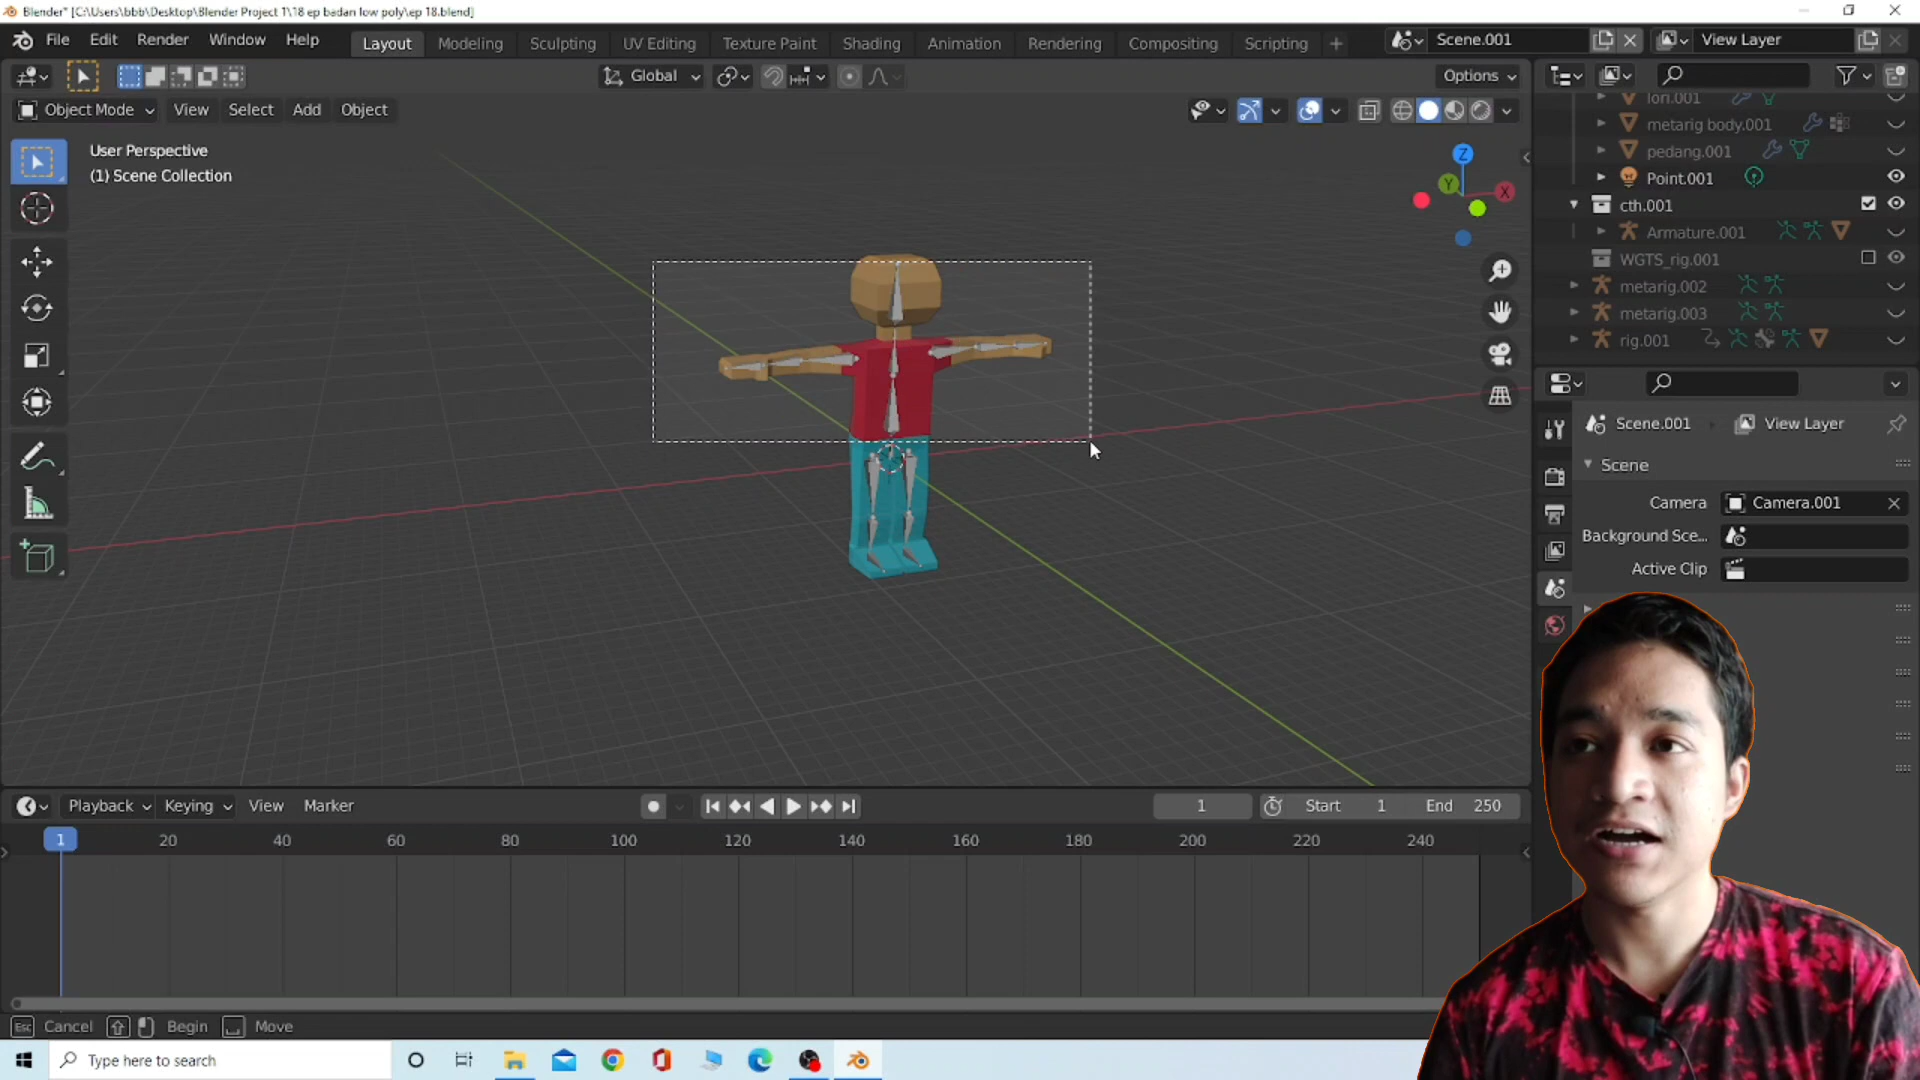 Blender* [C:\Users\bbb\Desktop\Blender Project 1\18 ep badan low poly\ep 18.blend]
File Edit Render Window Help Layout Modeling Sculpting UV Editing Texture Paint Shading Animation Rendering Compositing Scripting + Scene.001 View Layer
Global Options
Object Mode View Select Add Object
User Perspective
(1) Scene Collection
Z
Y
X
lori.001
metarig body.001
pedang.001
Point.001
cth.001
Armature.001
WGTS_rig.001
metarig.002
metarig.003
rig.001
Scene.001 View Layer
Scene
Camera Camera.001
Background Sce...
Active Clip
Playback Keying View Marker 1 Start 1 End 250
1 20 40 60 80 100 120 140 160 180 200 220 240
Esc Cancel Begin Move
Type here to search